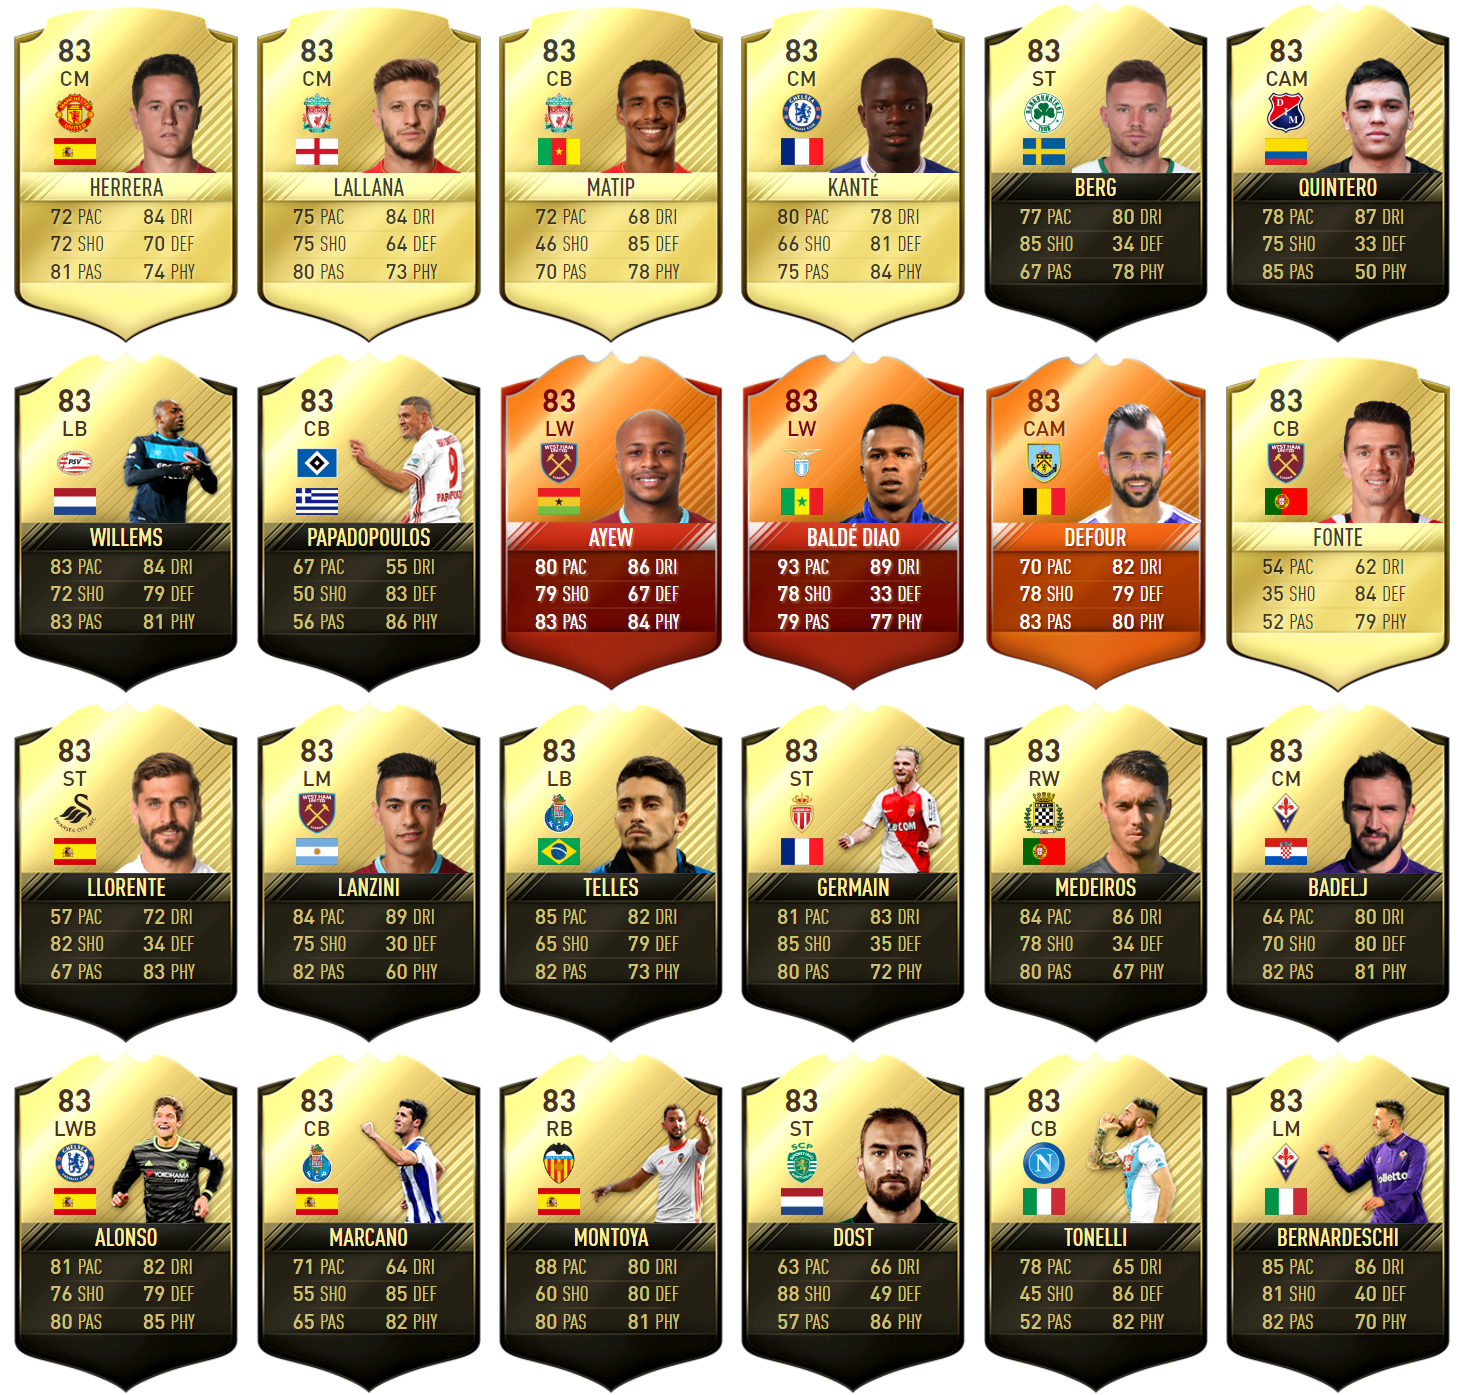 83
CM
HERRERA
72 PAC 84 DRI
72 SHO 70 DEF
81 PAS 74 PHY
83
CM
LALLANA
75 PAC 84 DRI
75 SHO 64 DEF
80 PAS 73 PHY
83
CB
MATIP
72 PAC 68 DRI
46 SHO 85 DEF
70 PAS 78 PHY
83
CM
KANTÉ
80 PAC 78 DRI
66 SHO 81 DEF
75 PAS 84 PHY
83
ST
BERG
77 PAC 80 DRI
85 SHO 34 DEF
67 PAS 78 PHY
83
CAM
DIM
QUINTERO
78 PAC 87 DRI
75 SHO 33 DEF
85 PAS 50 PHY
83
LB
PSV
WILLEMS
83 PAC 84 DRI
72 SHO 79 DEF
83 PAS 81 PHY
83
CB
9
PAPADOPOULOS
67 PAC 55 DRI
50 SHO 83 DEF
56 PAS 86 PHY
83
LW
WEST HAM
UNITED
AYEW
80 PAC 86 DRI
79 SHO 67 DEF
83 PAS 84 PHY
83
LW
BALDÉ DIAO
93 PAC 89 DRI
78 SHO 33 DEF
79 PAS 77 PHY
83
CAM
DEFOUR
70 PAC 82 DRI
78 SHO 79 DEF
83 PAS 80 PHY
83
CB
WEST HAM
UNITED
FONTE
54 PAC 62 DRI
35 SHO 84 DEF
52 PAS 79 PHY
83
ST
SWANSEA CITY AFC
LLORENTE
57 PAC 72 DRI
82 SHO 34 DEF
67 PAS 83 PHY
83
LM
WEST HAM
UNITED
LANZINI
84 PAC 89 DRI
75 SHO 30 DEF
82 PAS 60 PHY
83
LB
TELLES
85 PAC 82 DRI
65 SHO 79 DEF
82 PAS 73 PHY
83
ST
GERMAIN
81 PAC 83 DRI
85 SHO 35 DEF
80 PAS 72 PHY
83
RW
MEDEIROS
84 PAC 86 DRI
78 SHO 34 DEF
80 PAS 67 PHY
83
CM
BADELJ
64 PAC 80 DRI
70 SHO 80 DEF
82 PAS 81 PHY
83
LWB
YOKOHAMA
ALONSO
81 PAC 82 DRI
76 SHO 79 DEF
80 PAS 85 PHY
83
CB
MARCANO
71 PAC 64 DRI
55 SHO 85 DEF
65 PAS 82 PHY
83
RB
MONTOYA
88 PAC 80 DRI
60 SHO 80 DEF
80 PAS 81 PHY
83
ST
SCP
DOST
63 PAC 66 DRI
88 SHO 49 DEF
57 PAS 86 PHY
83
CB
N
TONELLI
78 PAC 65 DRI
45 SHO 86 DEF
52 PAS 82 PHY
83
LM
BERNARDESCHI
85 PAC 86 DRI
81 SHO 40 DEF
82 PAS 70 PHY